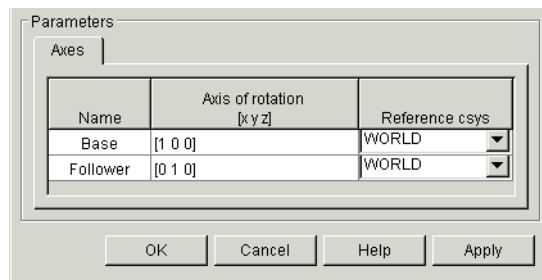 Parameters
Axes
Name Axis of rotation [x y z] Reference csys
Base [1 0 0] WORLD
Follower [0 1 0] WORLD
OK Cancel Help Apply